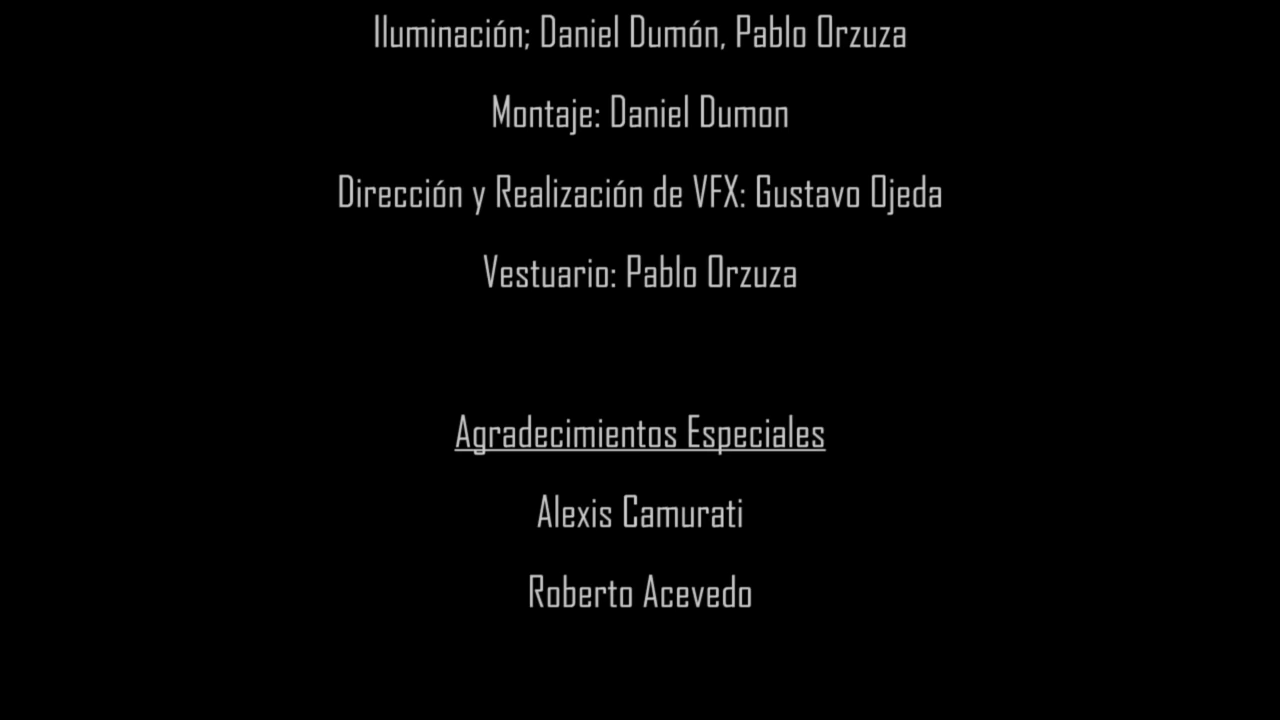 Iluminación; Daniel Dumón, Pablo Orzuza
Montaje: Daniel Dumon
Dirección y Realización de VFX: Gustavo Ojeda
Vestuario: Pablo Orzuza
Agradecimientos Especiales
Alexis Camurati
Roberto Acevedo